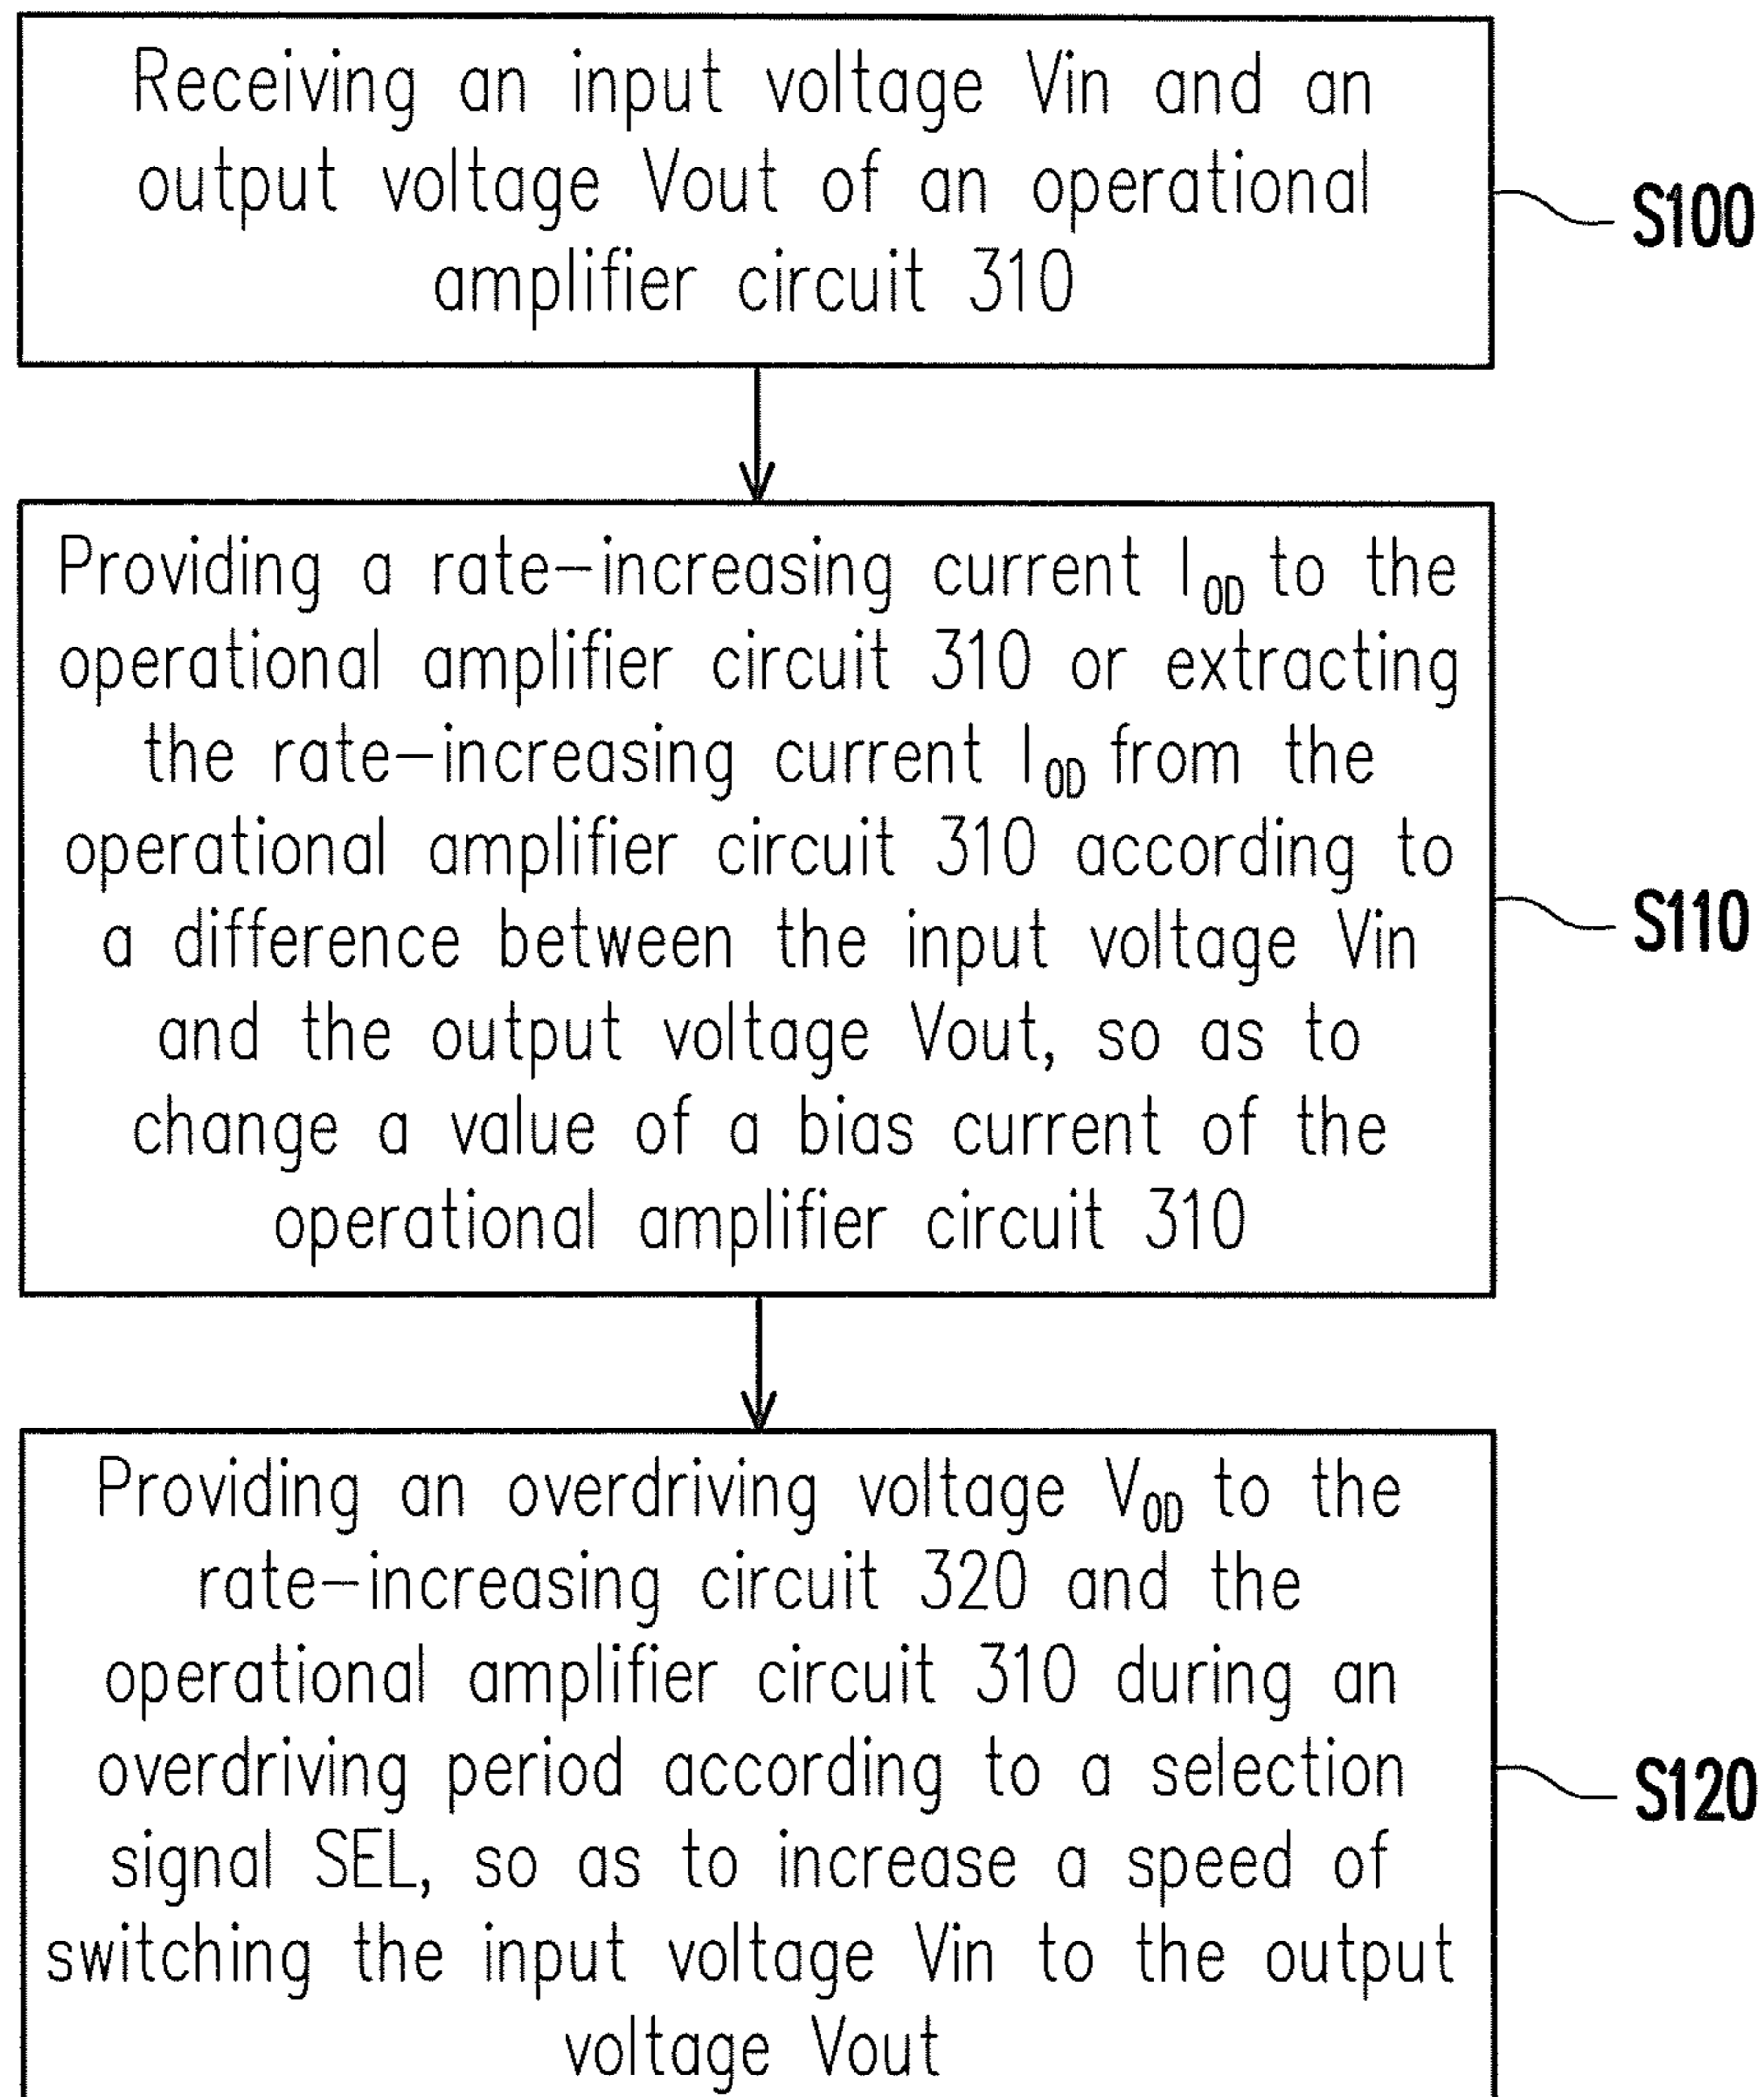 Receiving an input voltage Vin and an
output voltage Vout of an operational
amplifier circuit 310
S100
Providing a rate-increasing current I_OD to the
operational amplifier circuit 310 or extracting
the rate-increasing current I_OD from the
operational amplifier circuit 310 according to
a difference between the input voltage Vin
and the output voltage Vout, so as to
change a value of a bias current of the
operational amplifier circuit 310
S110
Providing an overdriving voltage V_OD to the
rate-increasing circuit 320 and the
operational amplifier circuit 310 during an
overdriving period according to a selection
signal SEL, so as to increase a speed of
switching the input voltage Vin to the output
voltage Vout
S120